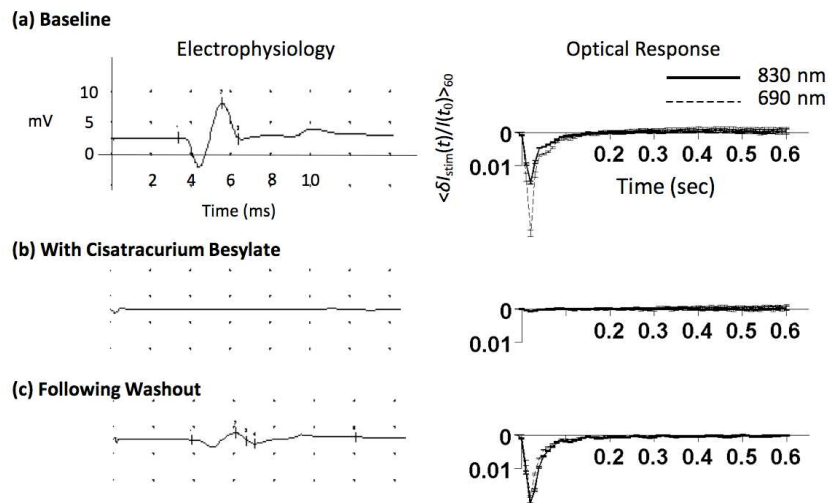 (a) Baseline
Electrophysiology
Optical Response
830 nm
690 nm
mV
10
5
0
2 4 6 8 10
Time (ms)
<δIstim(t)/I(t0)>60
0
0.01
0.2 0.3 0.4 0.5 0.6
Time (sec)
(b) With Cisatracurium Besylate
0
0.01
0.2 0.3 0.4 0.5 0.6
(c) Following Washout
0
0.01
0.2 0.3 0.4 0.5 0.6